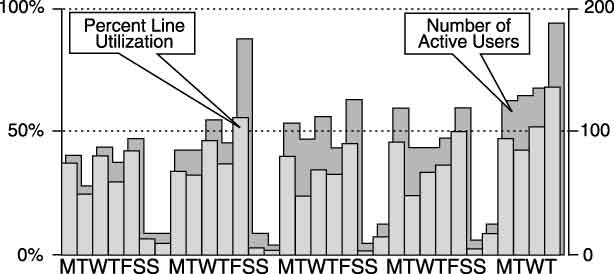 100%
200
Percent Line
Utilization
Number of
Active Users
50%
100
0%
0
MTWTFSS MTWTFSS MTWTFSS MTWTFSS MTWT